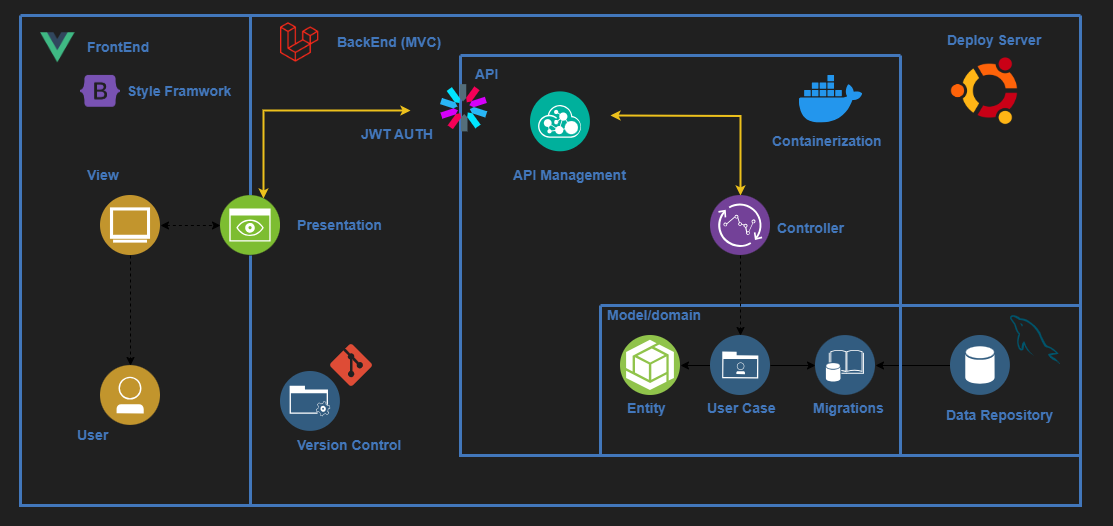 FrontEnd
B
Style Framwork
BackEnd (MVC)
Deploy Server
API
JWT AUTH
API Management
Containerization
View
Presentation
Controller
Model/domain
Entity
User Case
Migrations
Data Repository
User
Version Control